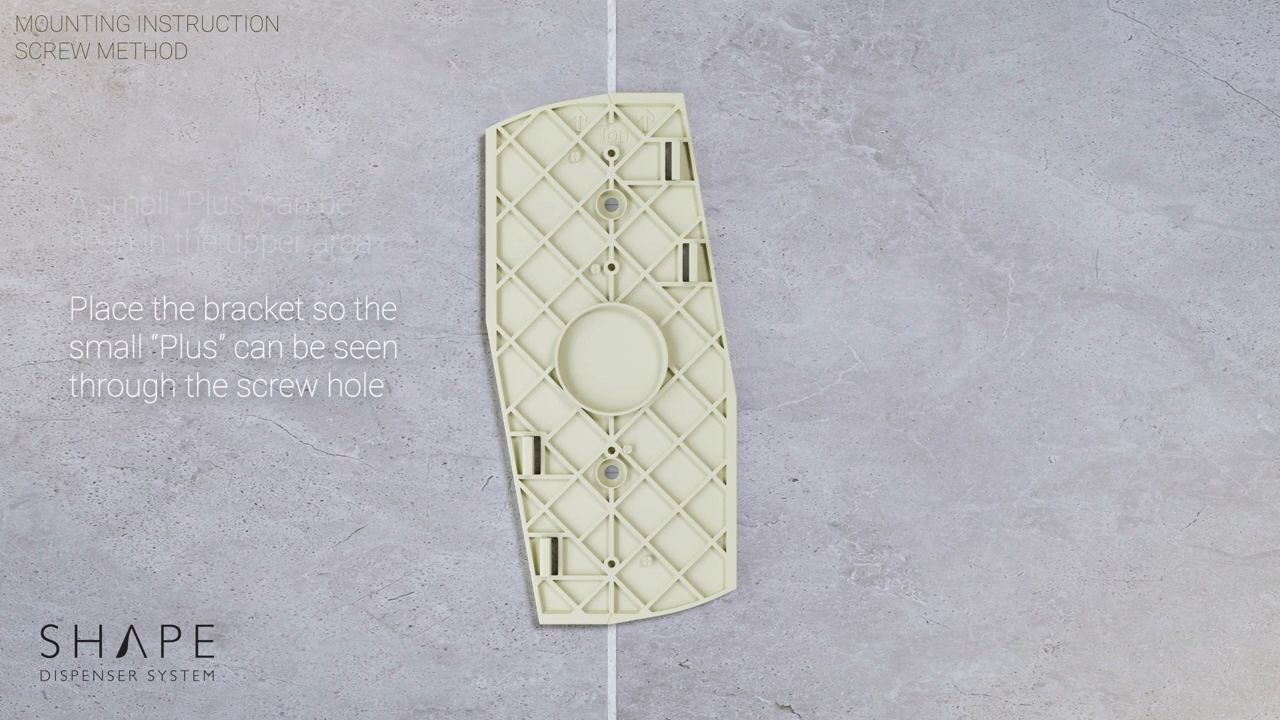 MOUNTING INSTRUCTION
SCREW METHOD
Top
A small "Plus" can be
seen in the upper area
Place the bracket so the
small “Plus” can be seen
through the screw hole
SHAPE
DISPENSER SYSTEM